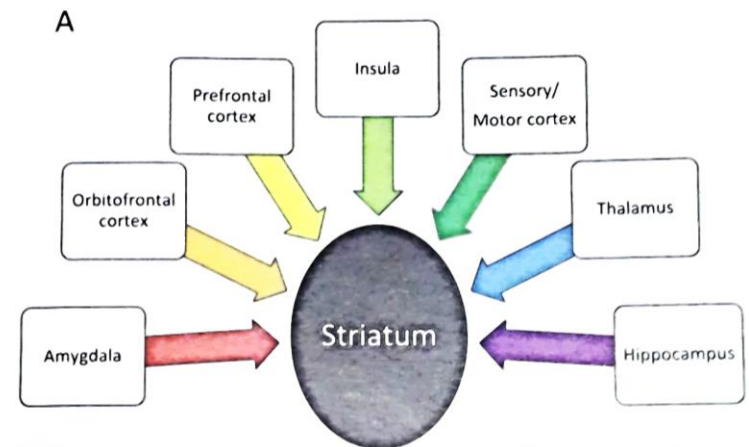 A
Insula
Prefrontal
cortex
Sensory/
Motor cortex
Orbitofrontal
cortex
Thalamus
Amygdala
Striatum
Hippocampus